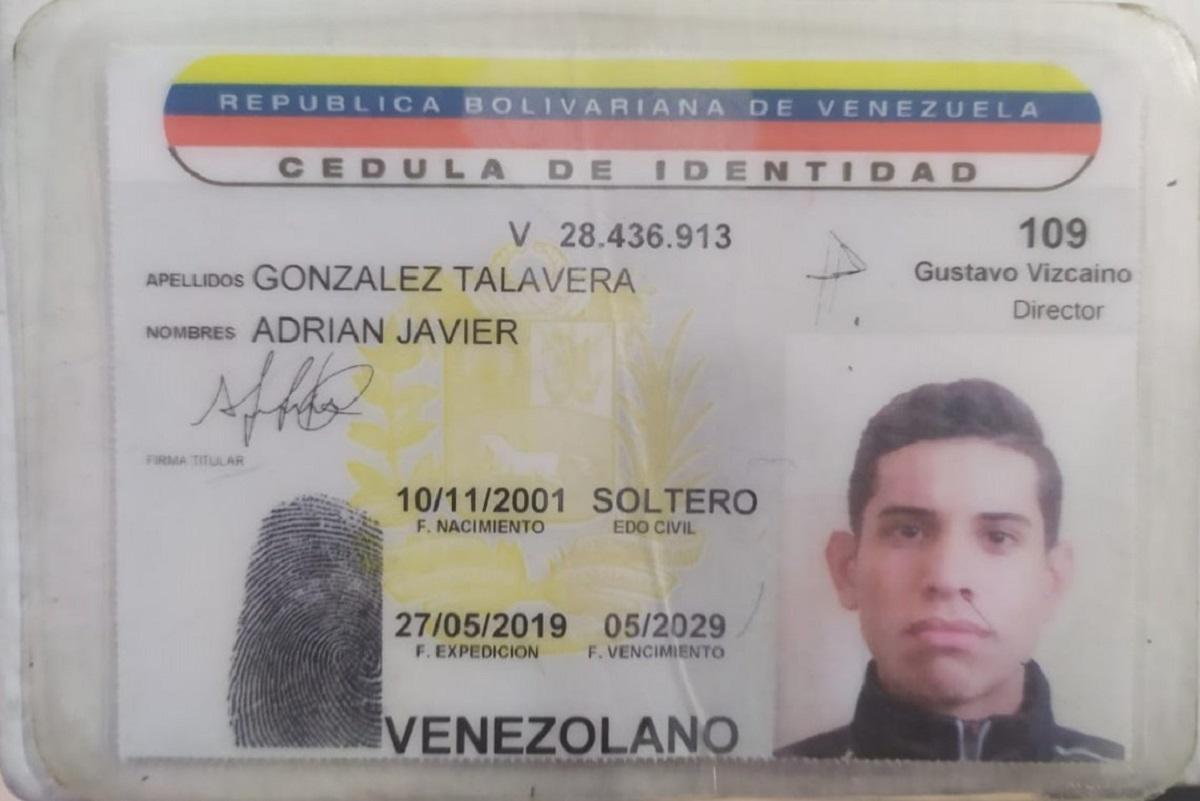 REPUBLICA BOLIVARIANA DE VENEZUELA
CEDULA DE IDENTIDAD
V 28.436.913
109
APELLIDOS GONZALEZ TALAVERA
Gustavo Vizcaino
Director
NOMBRES ADRIAN JAVIER
FIRMA TITULAR
10/11/2001 SOLTERO
F. NACIMIENTO EDO CIVIL
27/05/2019 05/2029
F. EXPEDICION F. VENCIMIENTO
VENEZOLANO